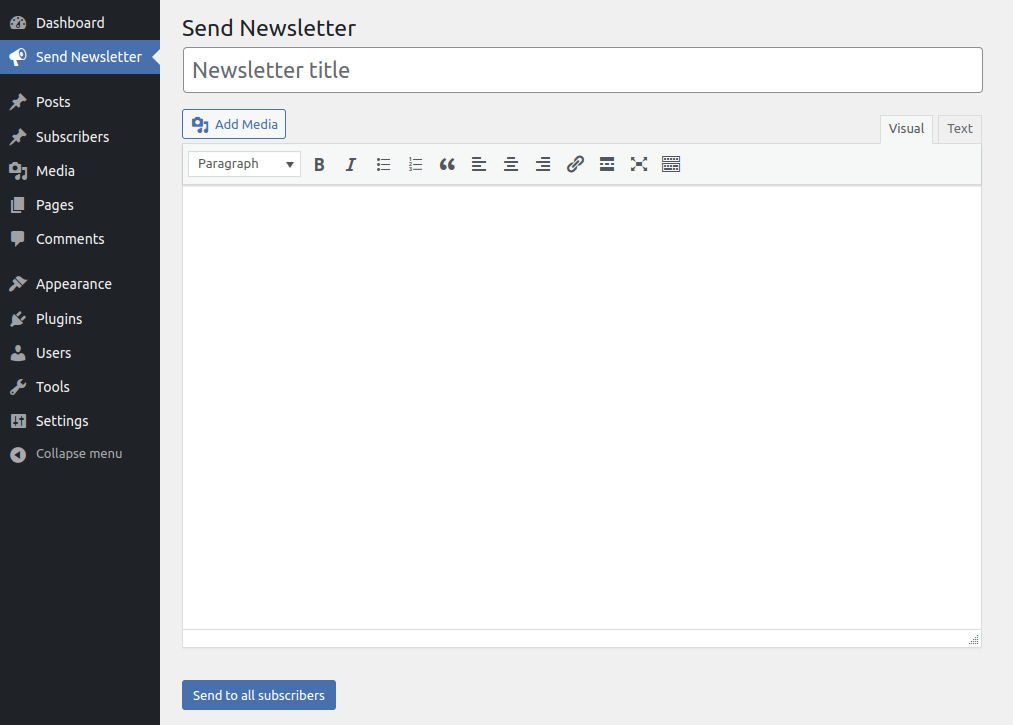 Dashboard
Send Newsletter
Posts
Subscribers
Media
Pages
Comments
Appearance
Plugins
Users
Tools
Settings
Collapse menu
Send Newsletter
Newsletter title
Add Media
Visual
Text
Paragraph
B
I
Send to all subscribers